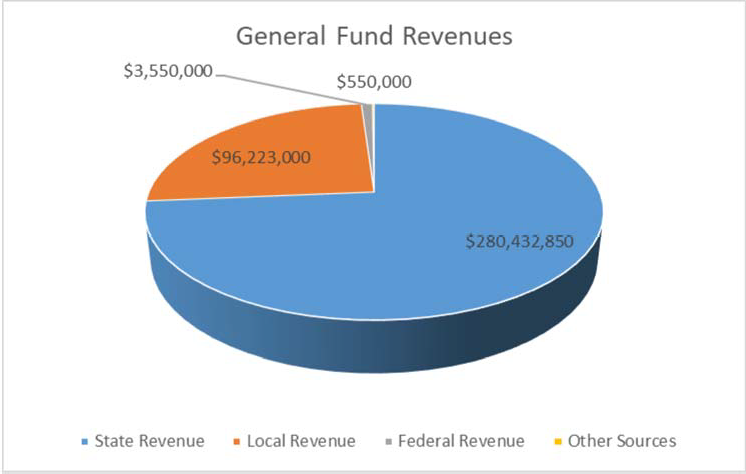 General Fund Revenues
$3,550,000
$550,000
$96,223,000
$280,432,850
State Revenue
Local Revenue
Federal Revenue
Other Sources